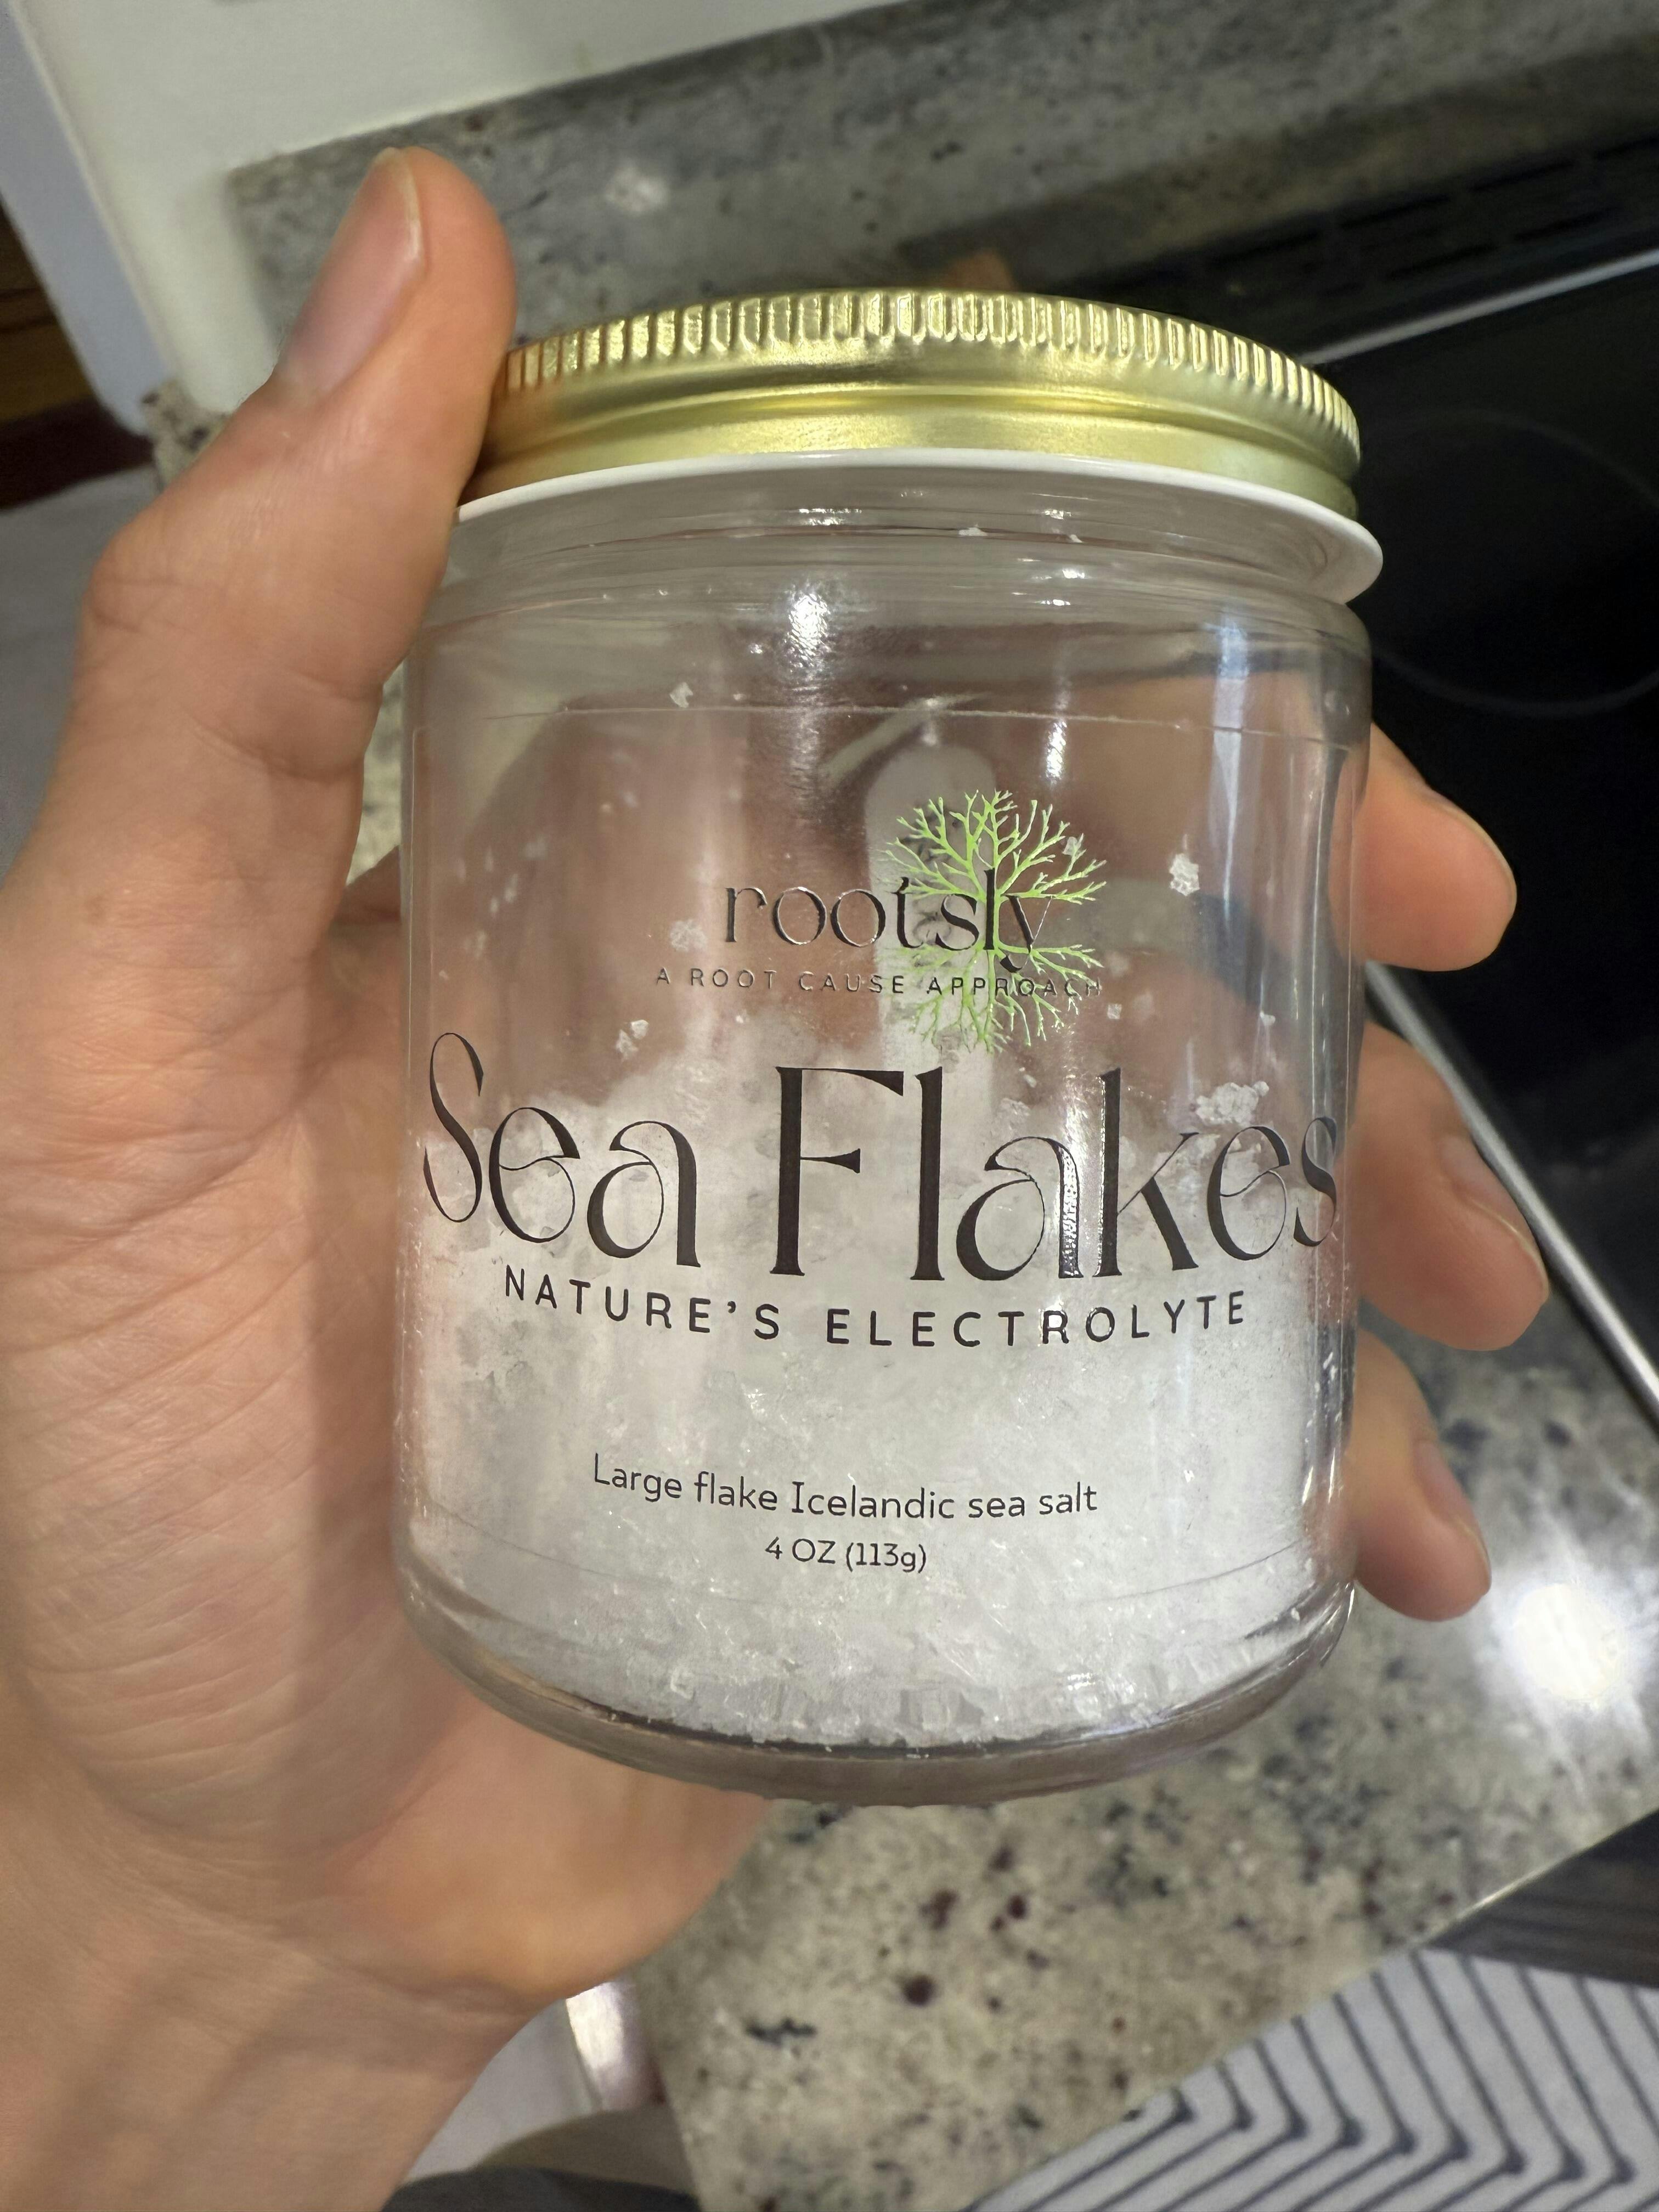 rootsly
A ROOT CAUSE APPROACH
Sea Flakes
NATURE'S ELECTROLYTE
Large flake Icelandic sea salt
4 OZ (113g)